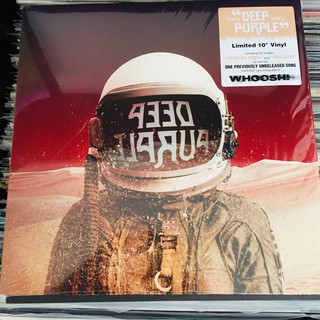 "DEEP
PURPLE"
Limited 10" Vinyl
ONE PREVIOUSLY UNRELEASED SONG
WHOOSH!
DEEP
PURPLE